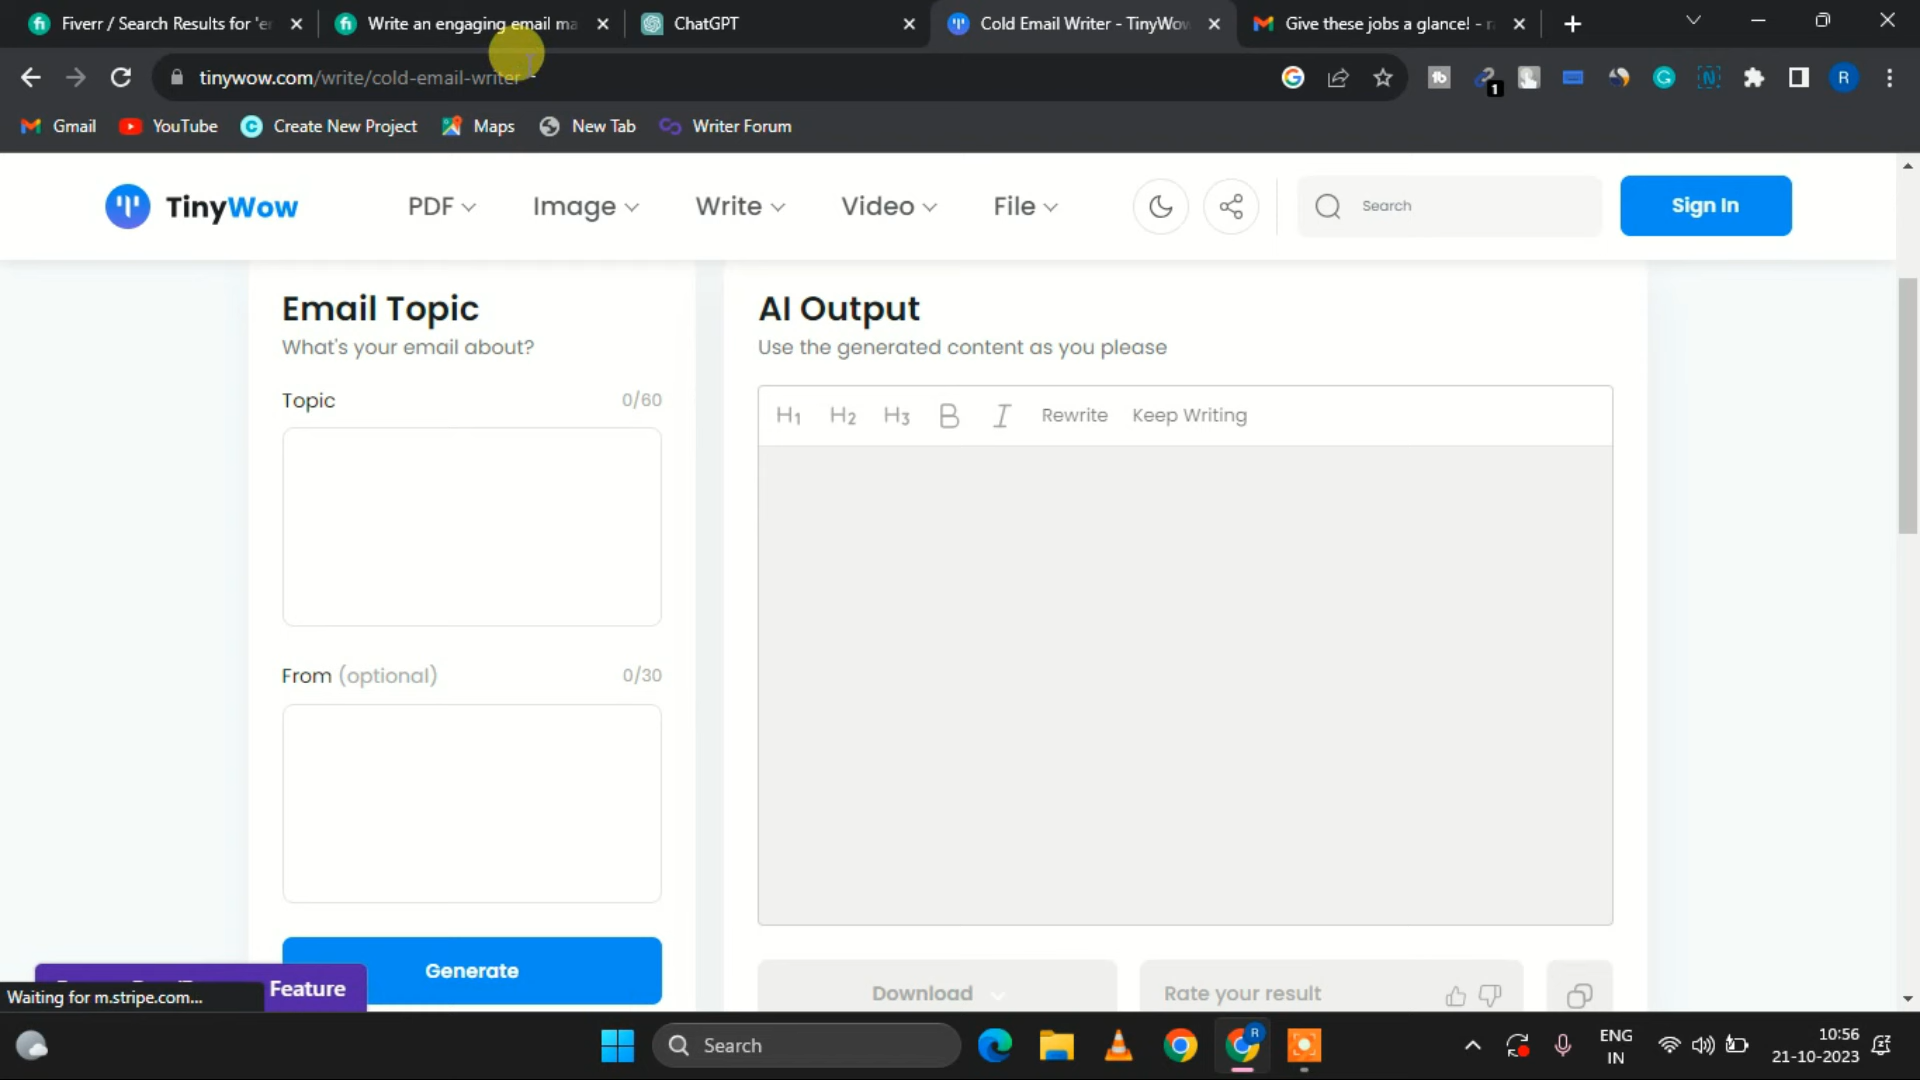 Fiverr / Search Results for 'er
Write an engaging email ma
ChatGPT
Cold Email Writer - TinyWow
Give these jobs a glance! - r
tinywow.com/write/cold-email-writer
1
R
Gmail
YouTube
Create New Project
Maps
New Tab
Writer Forum
TinyWow
PDF
Image
Write
Video
File
Search
Sign In
Email Topic
What's your email about?
Topic
0/60
From (optional)
0/30
Generate
AI Output
Use the generated content as you please
H1
H2
H3
B
I
Rewrite
Keep Writing
Download
Rate your result
Feature
Waiting for m.stripe.com...
Search
R
ENG
IN
10:56
21-10-2023